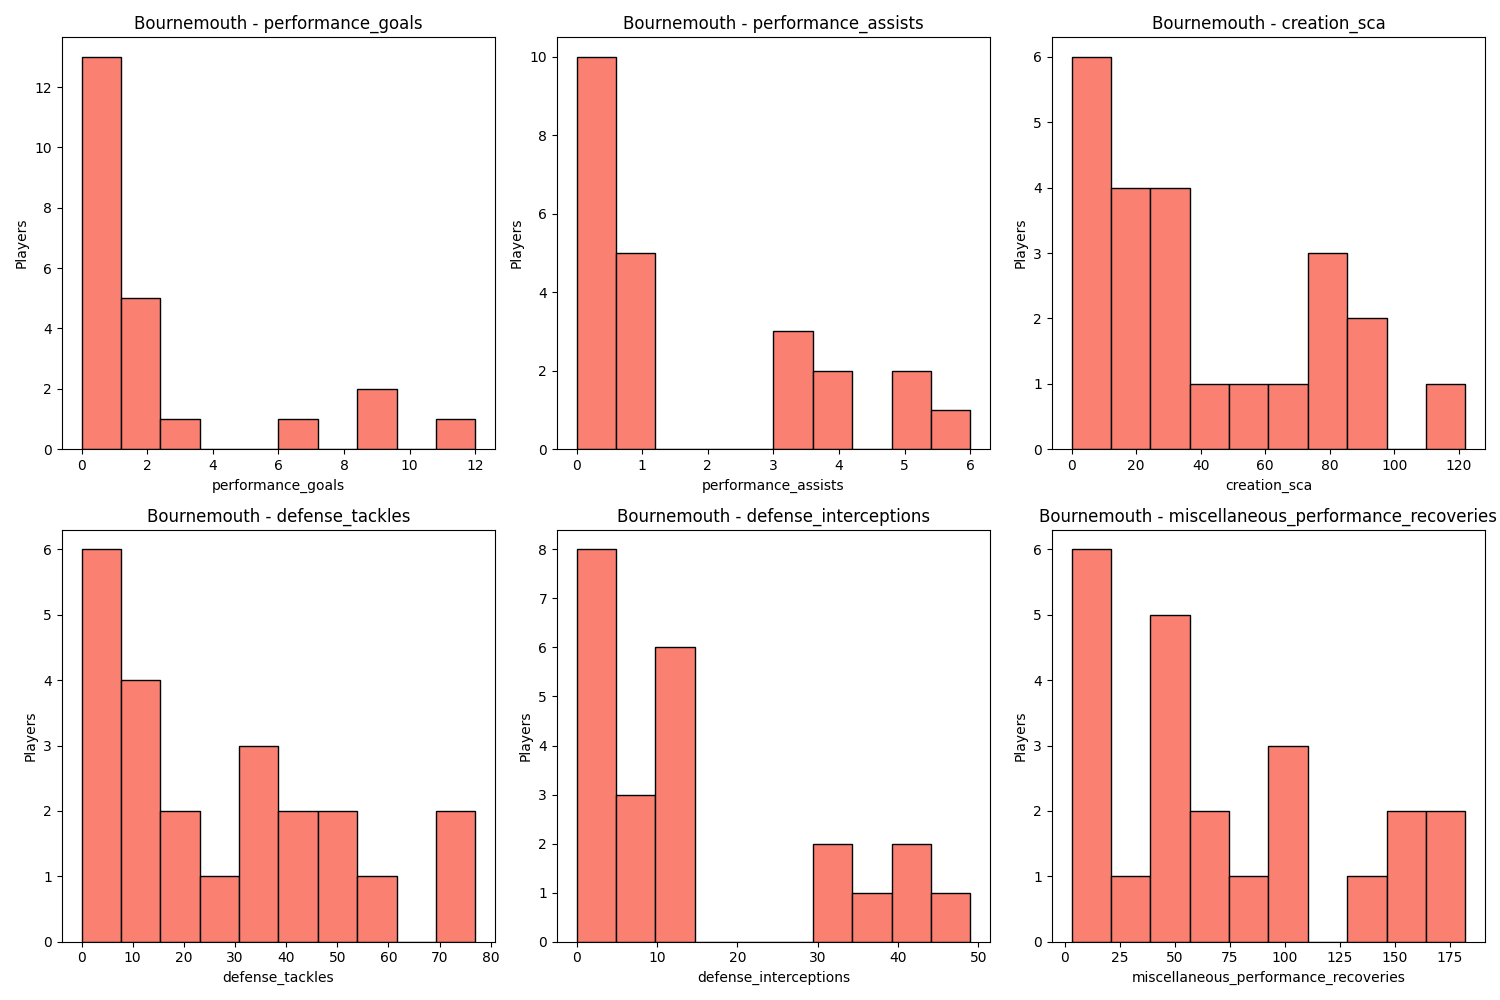 Bournemouth - performance_goals
Players
0 2 4 6 8 10 12
0 2 4 6 8 10 12
performance_goals
Bournemouth - performance_assists
Players
0 2 4 6 8 10
0 1 2 3 4 5 6
performance_assists
Bournemouth - creation_sca
Players
0 1 2 3 4 5 6
0 20 40 60 80 100 120
creation_sca
Bournemouth - defense_tackles
Players
0 1 2 3 4 5 6
0 10 20 30 40 50 60 70 80
defense_tackles
Bournemouth - defense_interceptions
Players
0 1 2 3 4 5 6 7 8
0 10 20 30 40 50
defense_interceptions
Bournemouth - miscellaneous_performance_recoveries
Players
0 1 2 3 4 5 6
0 25 50 75 100 125 150 175
miscellaneous_performance_recoveries